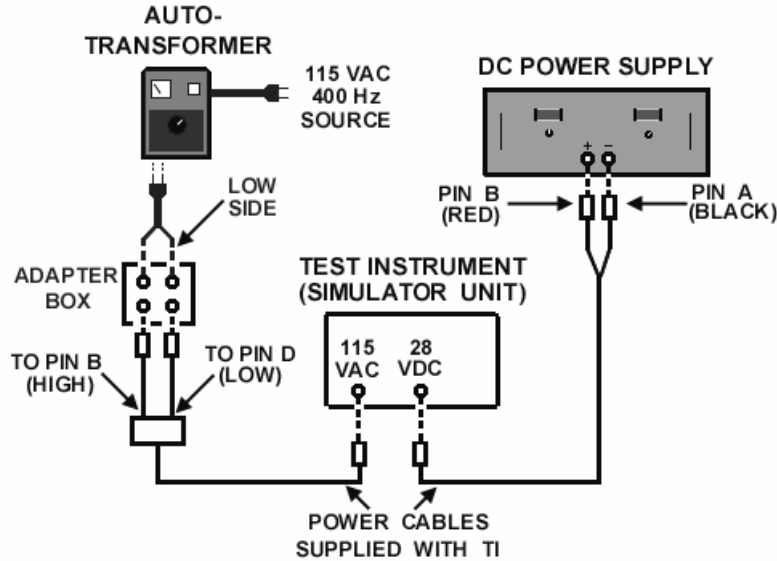 AUTO-
TRANSFORMER
115 VAC
400 Hz
SOURCE
DC POWER SUPPLY
+ −
LOW
SIDE
PIN B
(RED)
PIN A
(BLACK)
ADAPTER
BOX
TEST INSTRUMENT
(SIMULATOR UNIT)
115
VAC
28
VDC
TO PIN B
(HIGH)
TO PIN D
(LOW)
POWER CABLES
SUPPLIED WITH TI